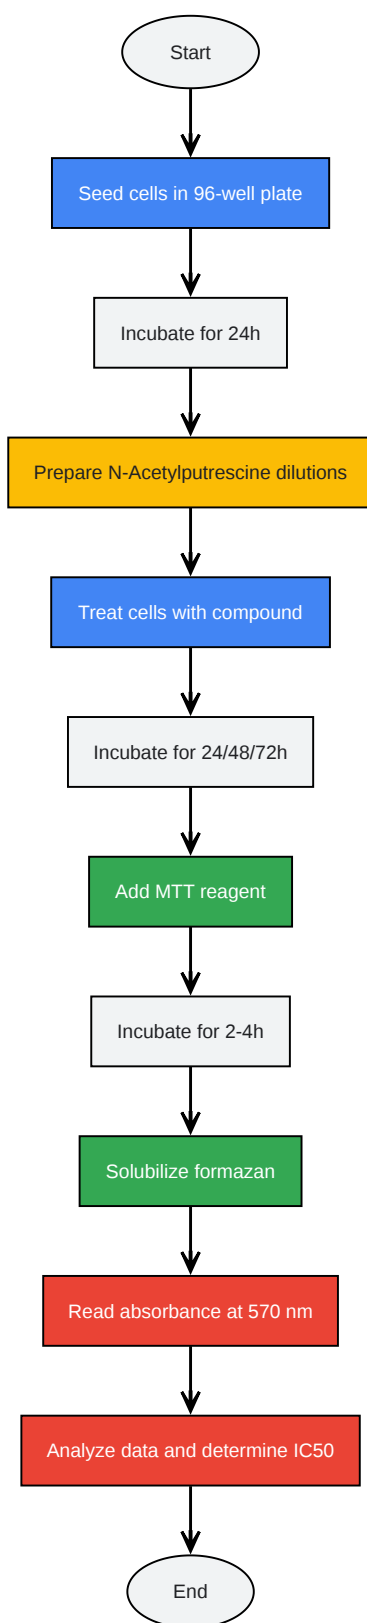 Start
Seed cells in 96-well plate
Incubate for 24h
Prepare N-Acetylputrescine dilutions
Treat cells with compound
Incubate for 24/48/72h
Add MTT reagent
Incubate for 2-4h
Solubilize formazan
Read absorbance at 570 nm
Analyze data and determine IC50
End